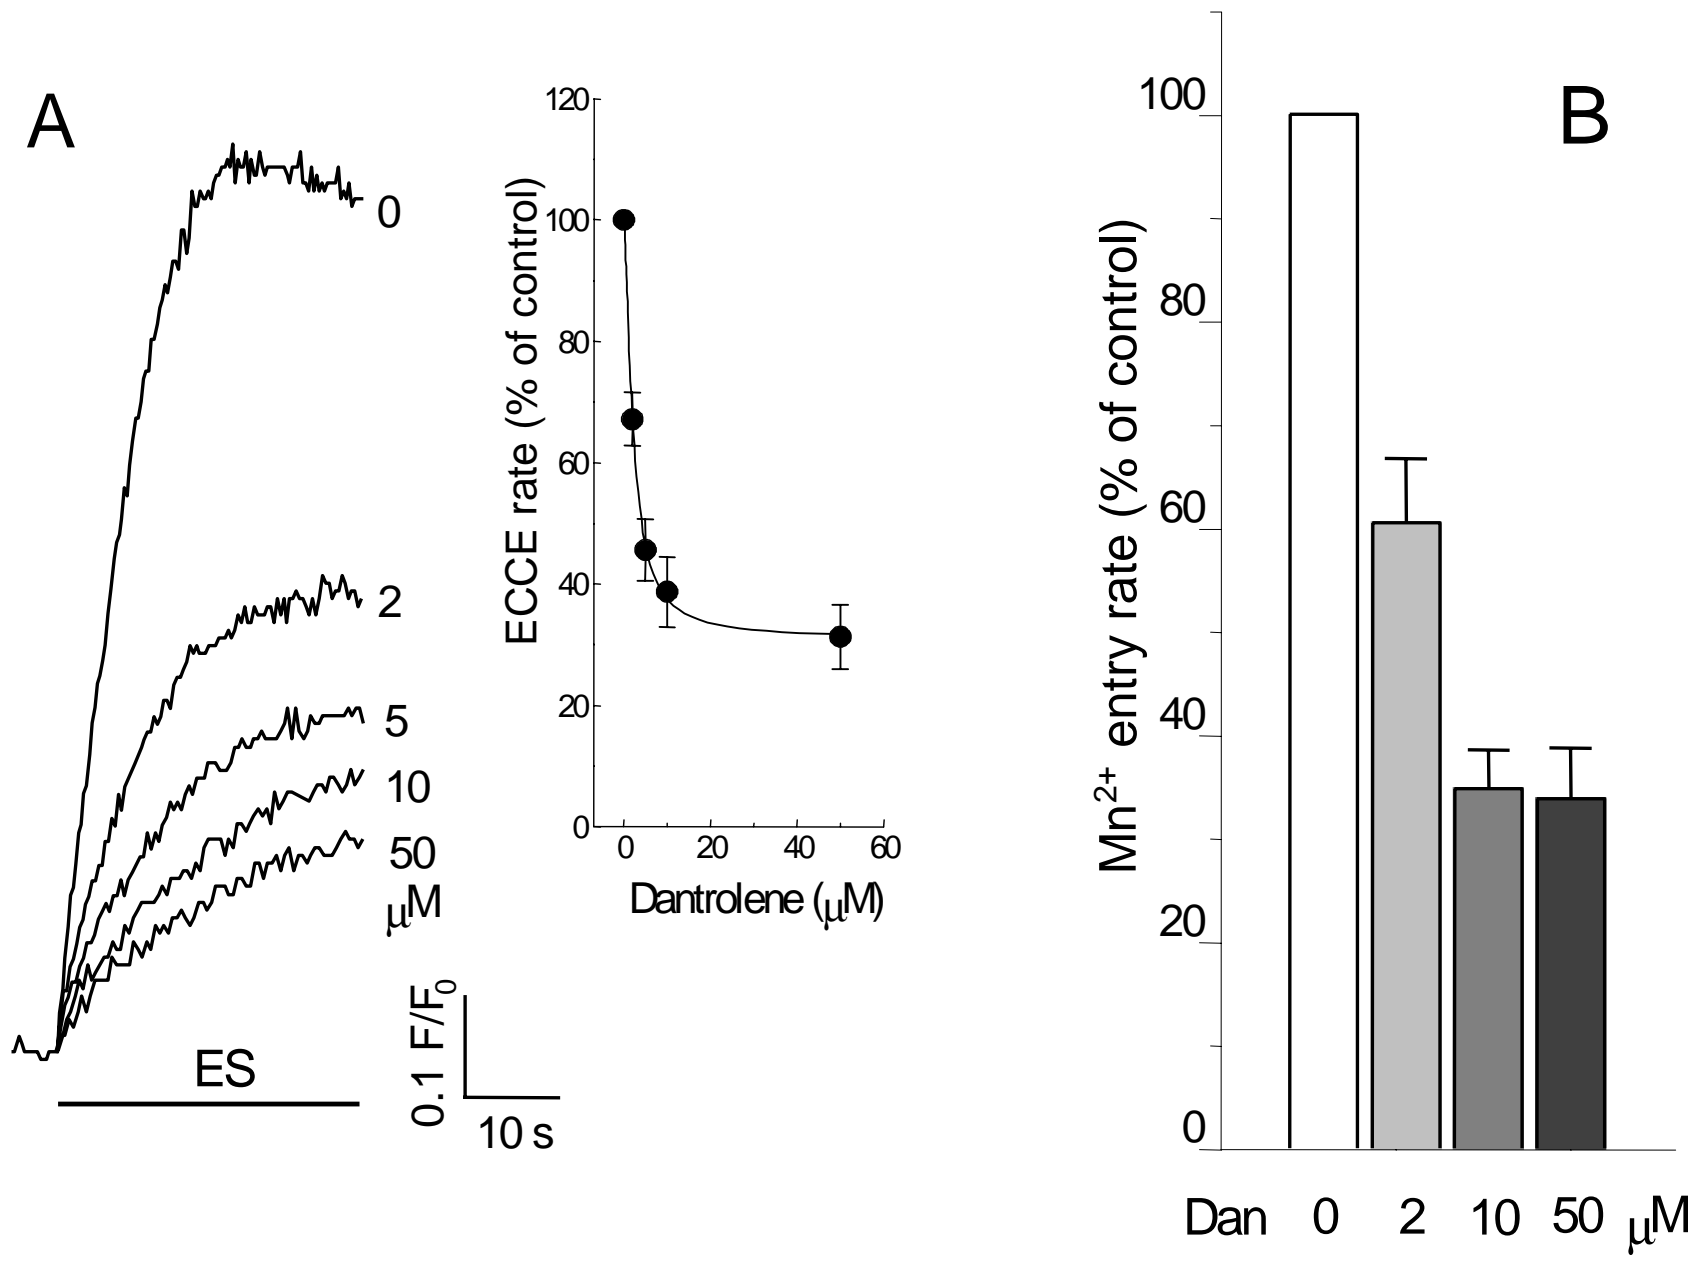 A
0
2
5
10
50
μM
ES
0.1 F/F0
10 s
ECCE rate (% of control)
120
100
80
60
40
20
0
0 20 40 60
Dantrolene (μM)
B
Mn2+ entry rate (% of control)
100
80
60
40
20
0
Dan 0 2 10 50 μM